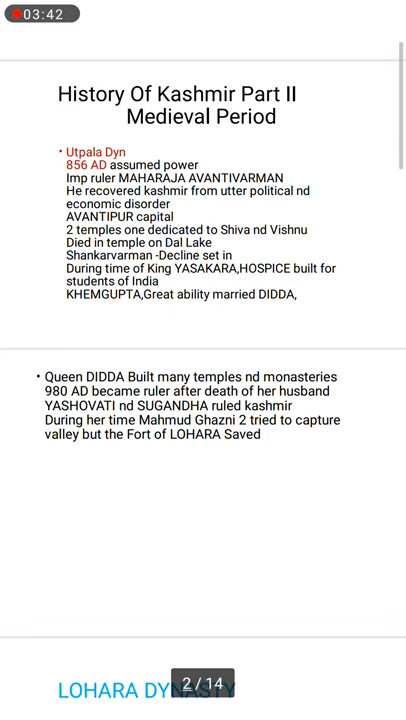 03:42
History Of Kashmir Part II
Medieval Period
• Utpala Dyn
856 AD assumed power
Imp ruler MAHARAJA AVANTIVARMAN
He recovered kashmir from utter political nd
economic disorder
AVANTIPUR capital
2 temples one dedicated to Shiva nd Vishnu
Died in temple on Dal Lake
Shankarvarman -Decline set in
During time of King YASAKARA,HOSPICE built for
students of India
KHEMGUPTA,Great ability married DIDDA,
• Queen DIDDA Built many temples nd monasteries
980 AD became ruler after death of her husband
YASHOVATI nd SUGANDHA ruled kashmir
During her time Mahmud Ghazni 2 tried to capture
valley but the Fort of LOHARA Saved
2 / 14
LOHARA DYNASTY